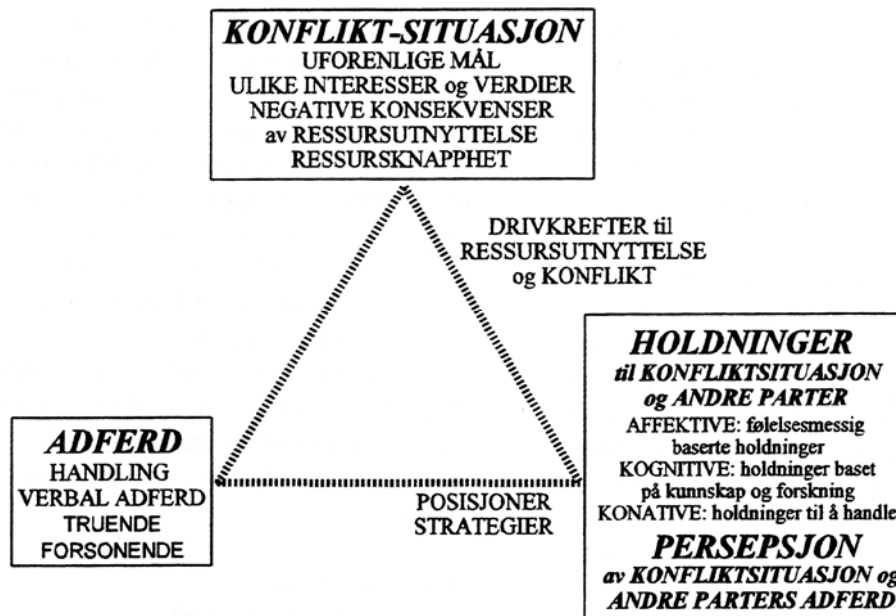 KONFLIKT-SITUASJON
UFORENLIGE MÅL
ULIKE INTERESSER og VERDIER
NEGATIVE KONSEKVENSER
av RESSURSUTNYTTELSE
RESSURSKNAPPHET
DRIVKREFTER til
RESSURSUTNYTTELSE
og KONFLIKT
HOLDNINGER
til KONFLIKTSITUASJON
og ANDRE PARTER
AFFEKTIVE: følelsesmessig
baserte holdninger
KOGNITIVE: holdninger baset
på kunnskap og forskning
KONATIVE: holdninger til å handle
PERSEPSJON
av KONFLIKTSITUASJON og
ANDRE PARTERS ADFERD
ADFERD
HANDLING
VERBAL ADFERD
TRUENDE
FORSONENDE
POSISJONER
STRATEGIER